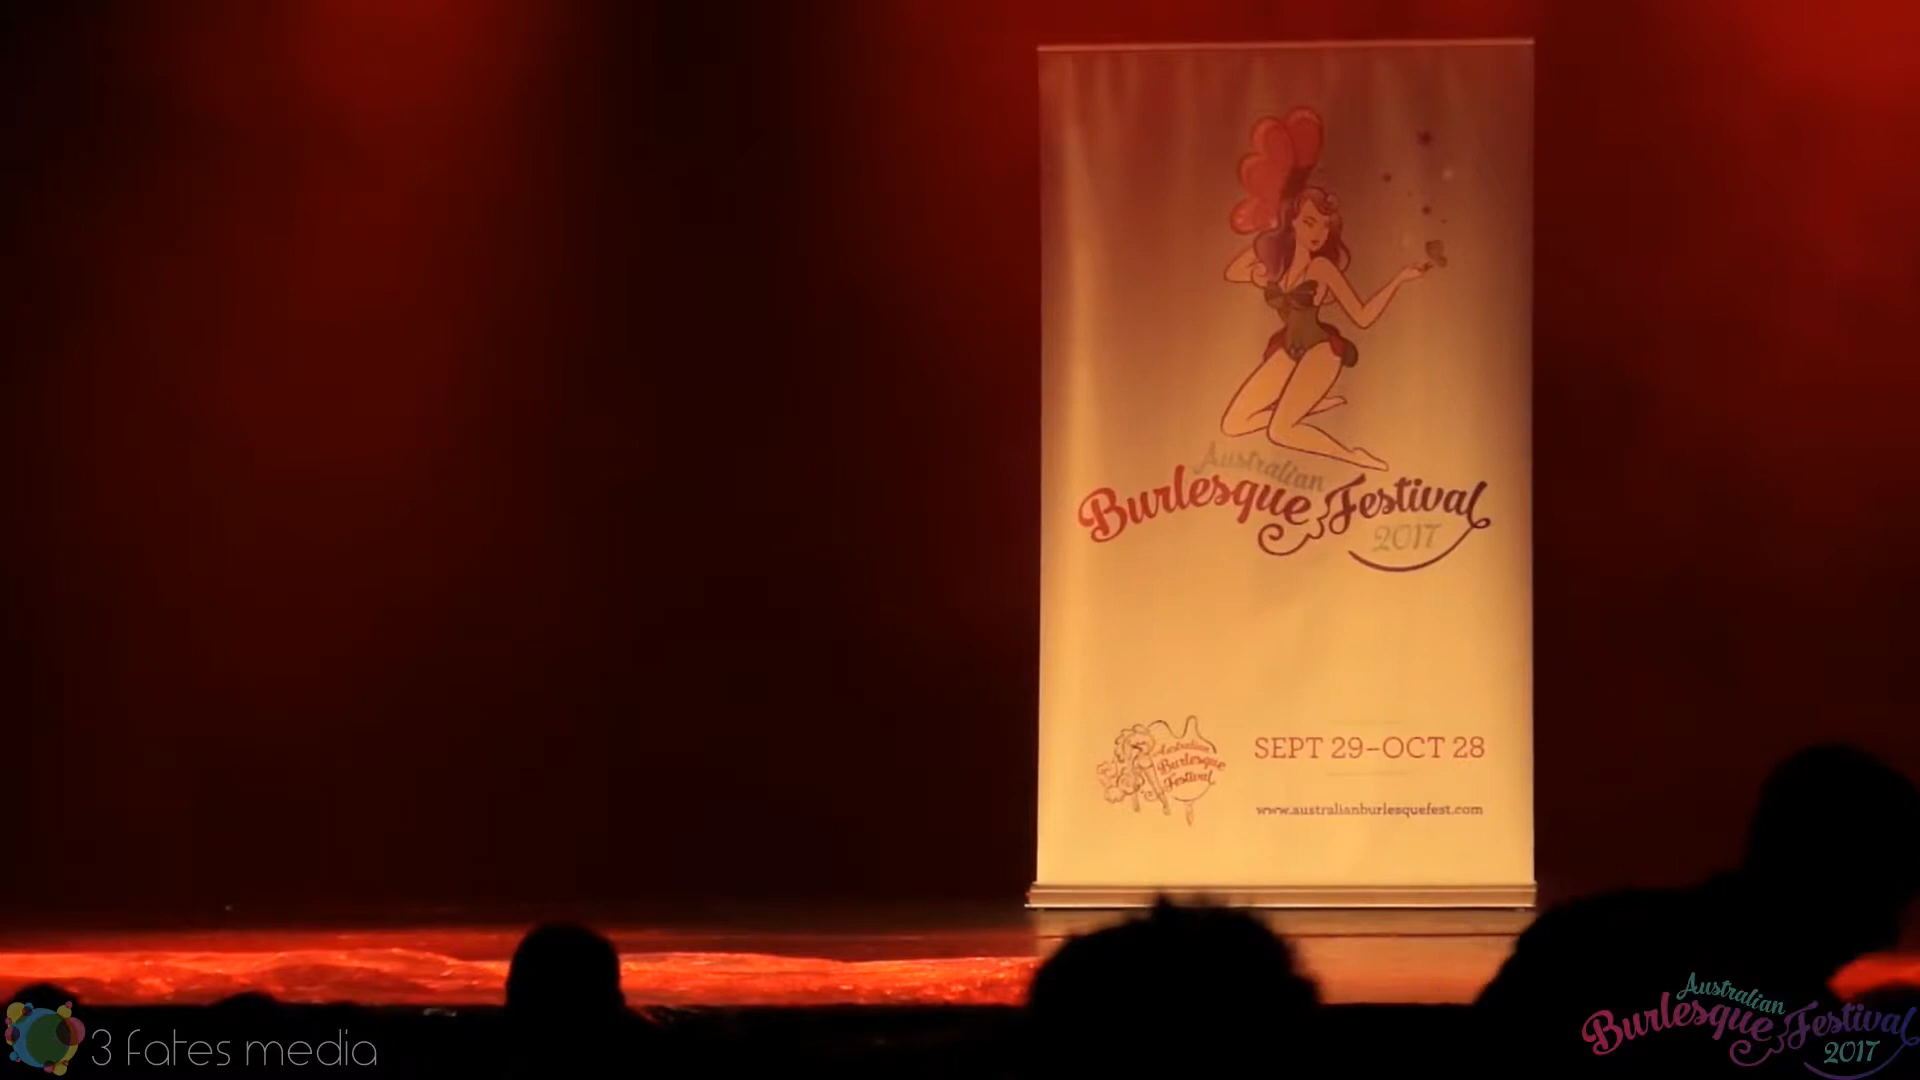 Australian
Burlesque Festival
2017
Australian
Burlesque
Festival
SEPT 29–OCT 28
www.australianburlesquefest.com
3 fates media
Australian
Burlesque Festival
2017